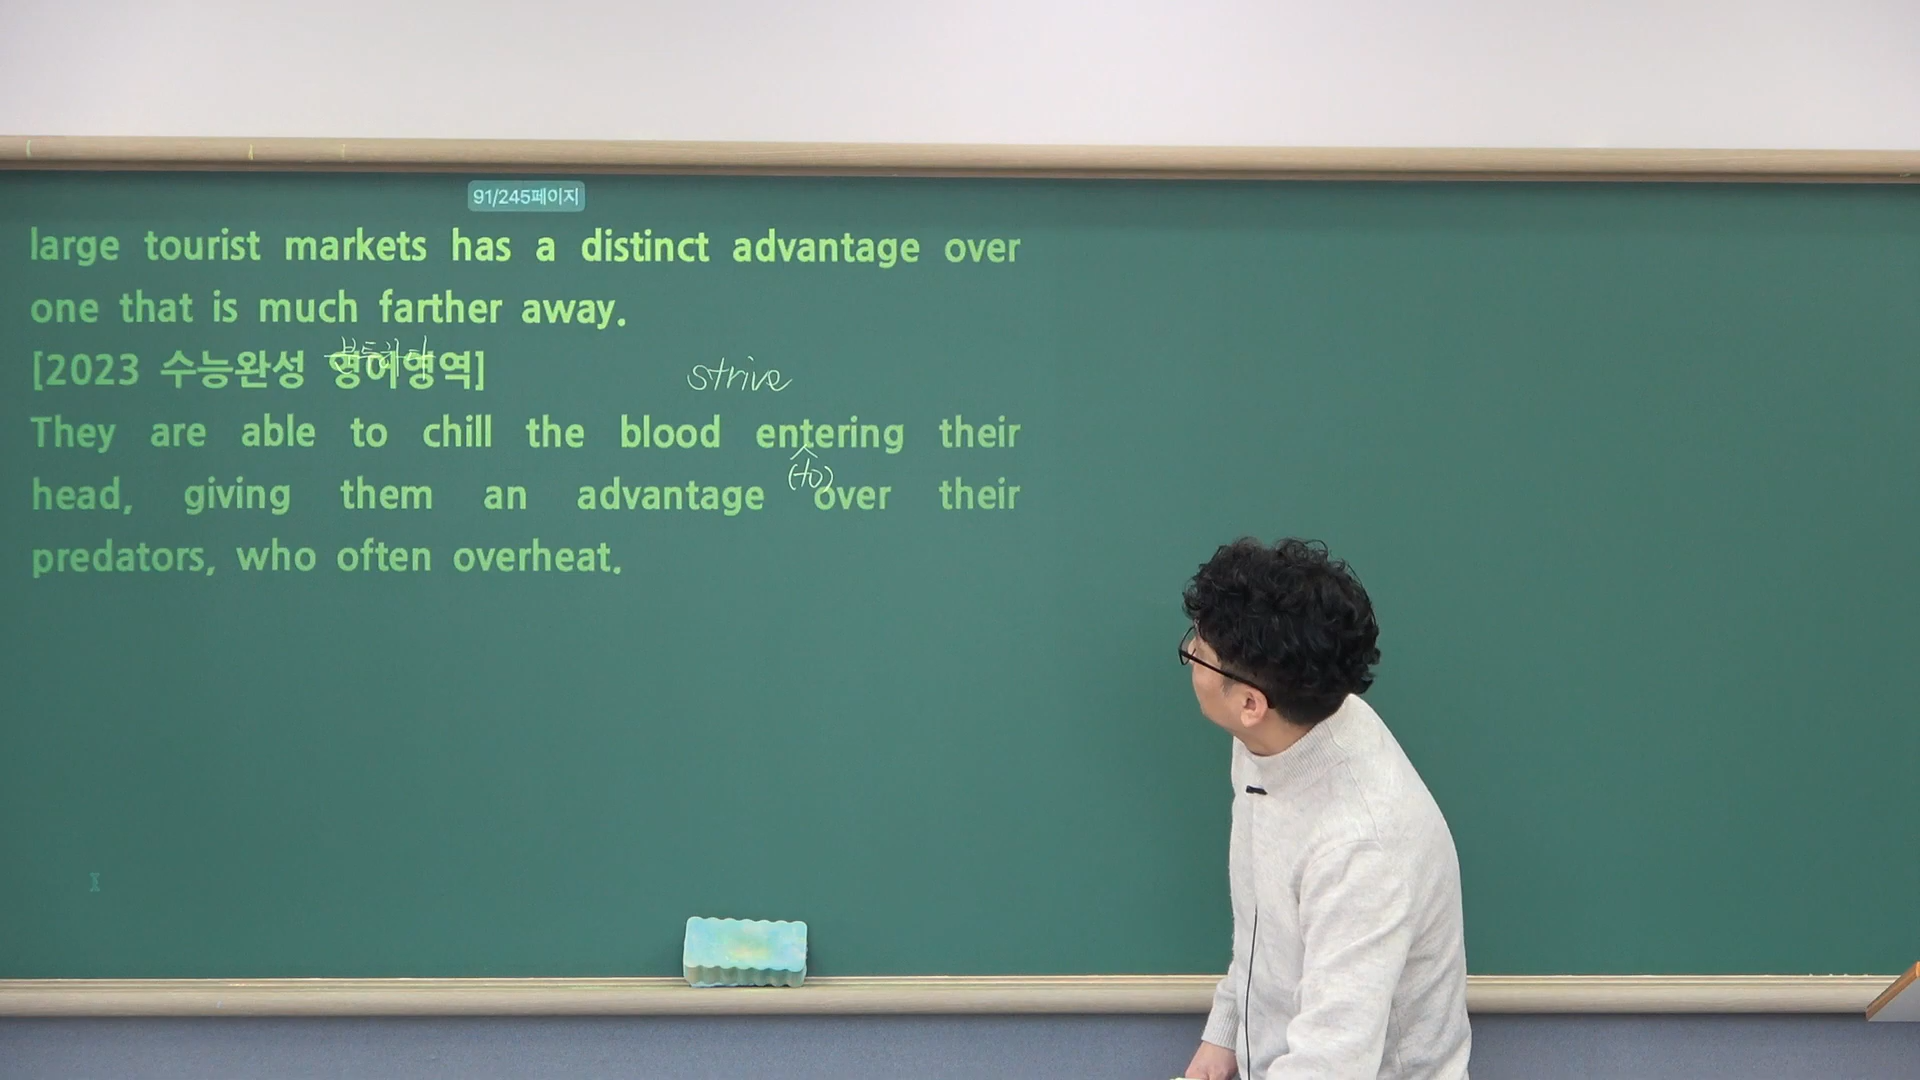 91/245페이지
large tourist markets has a distinct advantage over
one that is much farther away.
[2023 수능완성 영어영역]
strive
They are able to chill the blood entering their
(to)
head, giving them an advantage over their
predators, who often overheat.